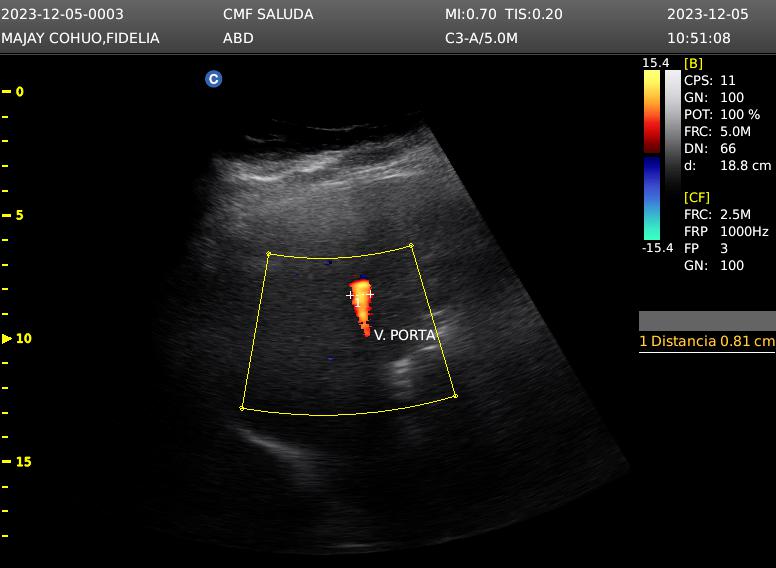 2023-12-05-0003 CMF SALUDA MI:0.70 TIS:0.20 2023-12-05
MAJAY COHUO,FIDELIA ABD C3-A/5.0M 10:51:08
C
0
5
10
15
V. PORTA
15.4
-15.4
[B]
CPS: 11
GN: 100
POT: 100 %
FRC: 5.0M
DN: 66
d: 18.8 cm
[CF]
FRC: 2.5M
FRP 1000Hz
FP 3
GN: 100
1 Distancia 0.81 cm